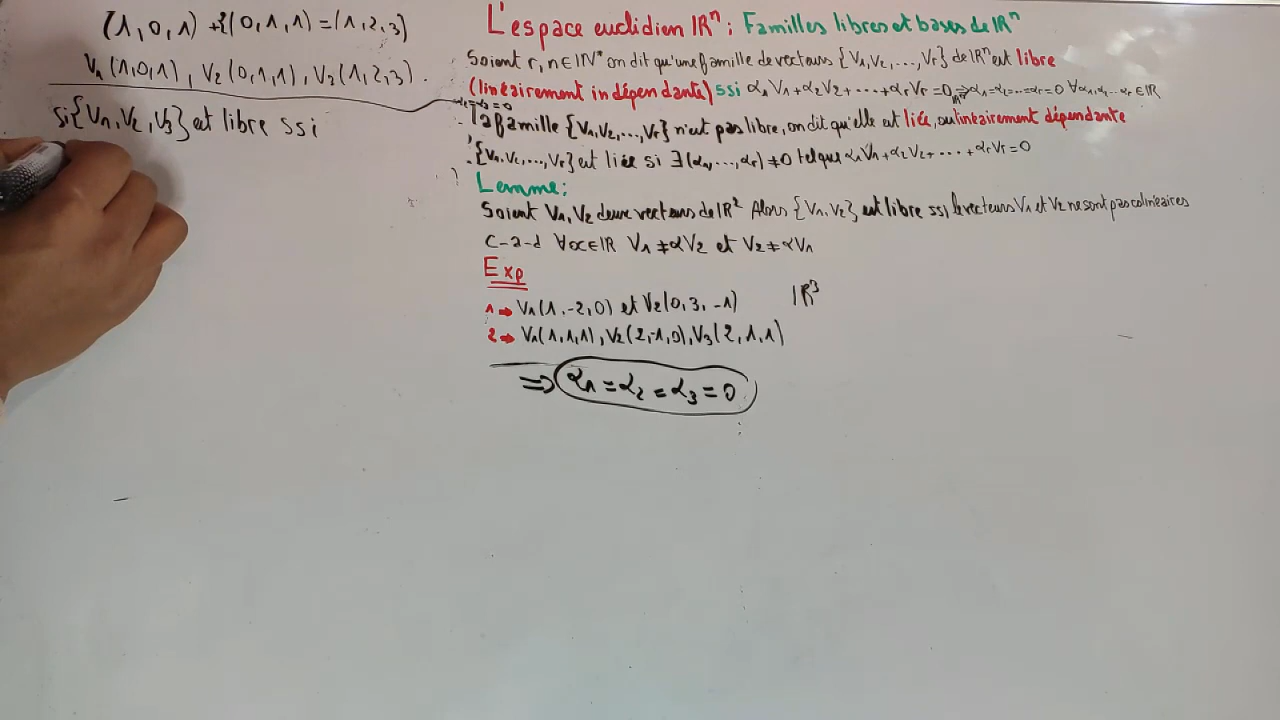 (1,0,1) +2(0,1,1) = (1,2,3)
V1(1,0,1), V2(0,1,1), V3(1,2,3).
si{V1,V2,V3} est libre ssi
L'espace euclidien IRⁿ: Familles libres et bases de IRⁿ
Soient r, n ∈ IN* on dit qu'une famille de vecteurs {V1,V2,...,Vr} de IRⁿ est libre
(linéairement indépendante) ssi α1V1+α2V2+...+αrVr=0 ⇒ α1=α2=...=αr=0 ∀α1,α2...αr∈IR
la famille {V1,V2,...,Vr} n'est pas libre, on dit qu'elle est liée, ou linéairement dépendante
{V1,V2,...,Vr} est liée si ∃(α1,...,αr)≠0 tel que α1V1+α2V2+...+αrVr=0
Lemme:
Soient V1,V2 deux vecteurs de IR² Alors {V1,V2} est libre ssi le vecteurs V1 et V2 ne sont pas colinéaires
c-a-d ∀α∈IR V1≠αV2 et V2≠αV1
Exp
1→ V1(1,-2,0) et V2(0,3,-1) IR³
2→ V1(1,1,1), V2(2,-1,0), V3(2,1,1)
⇒ α1=α2=α3=0